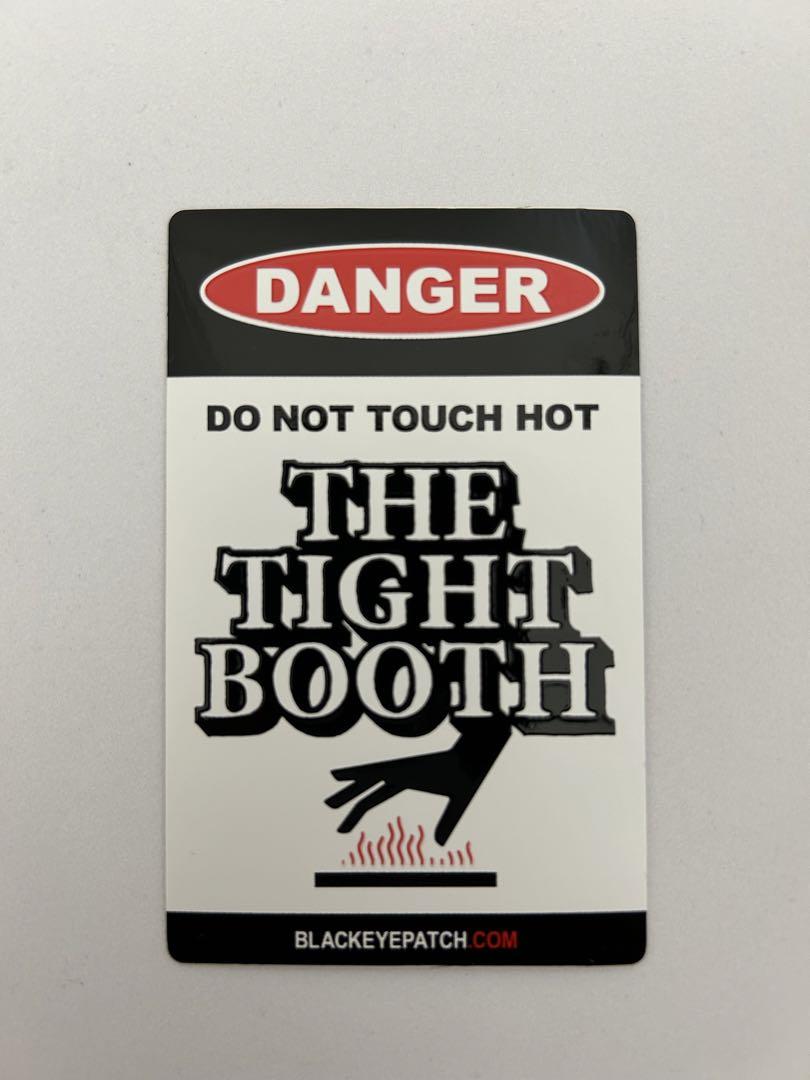 DANGER
DO NOT TOUCH HOT
THE
TIGHT
BOOTH
BLACKEYEPATCH.COM